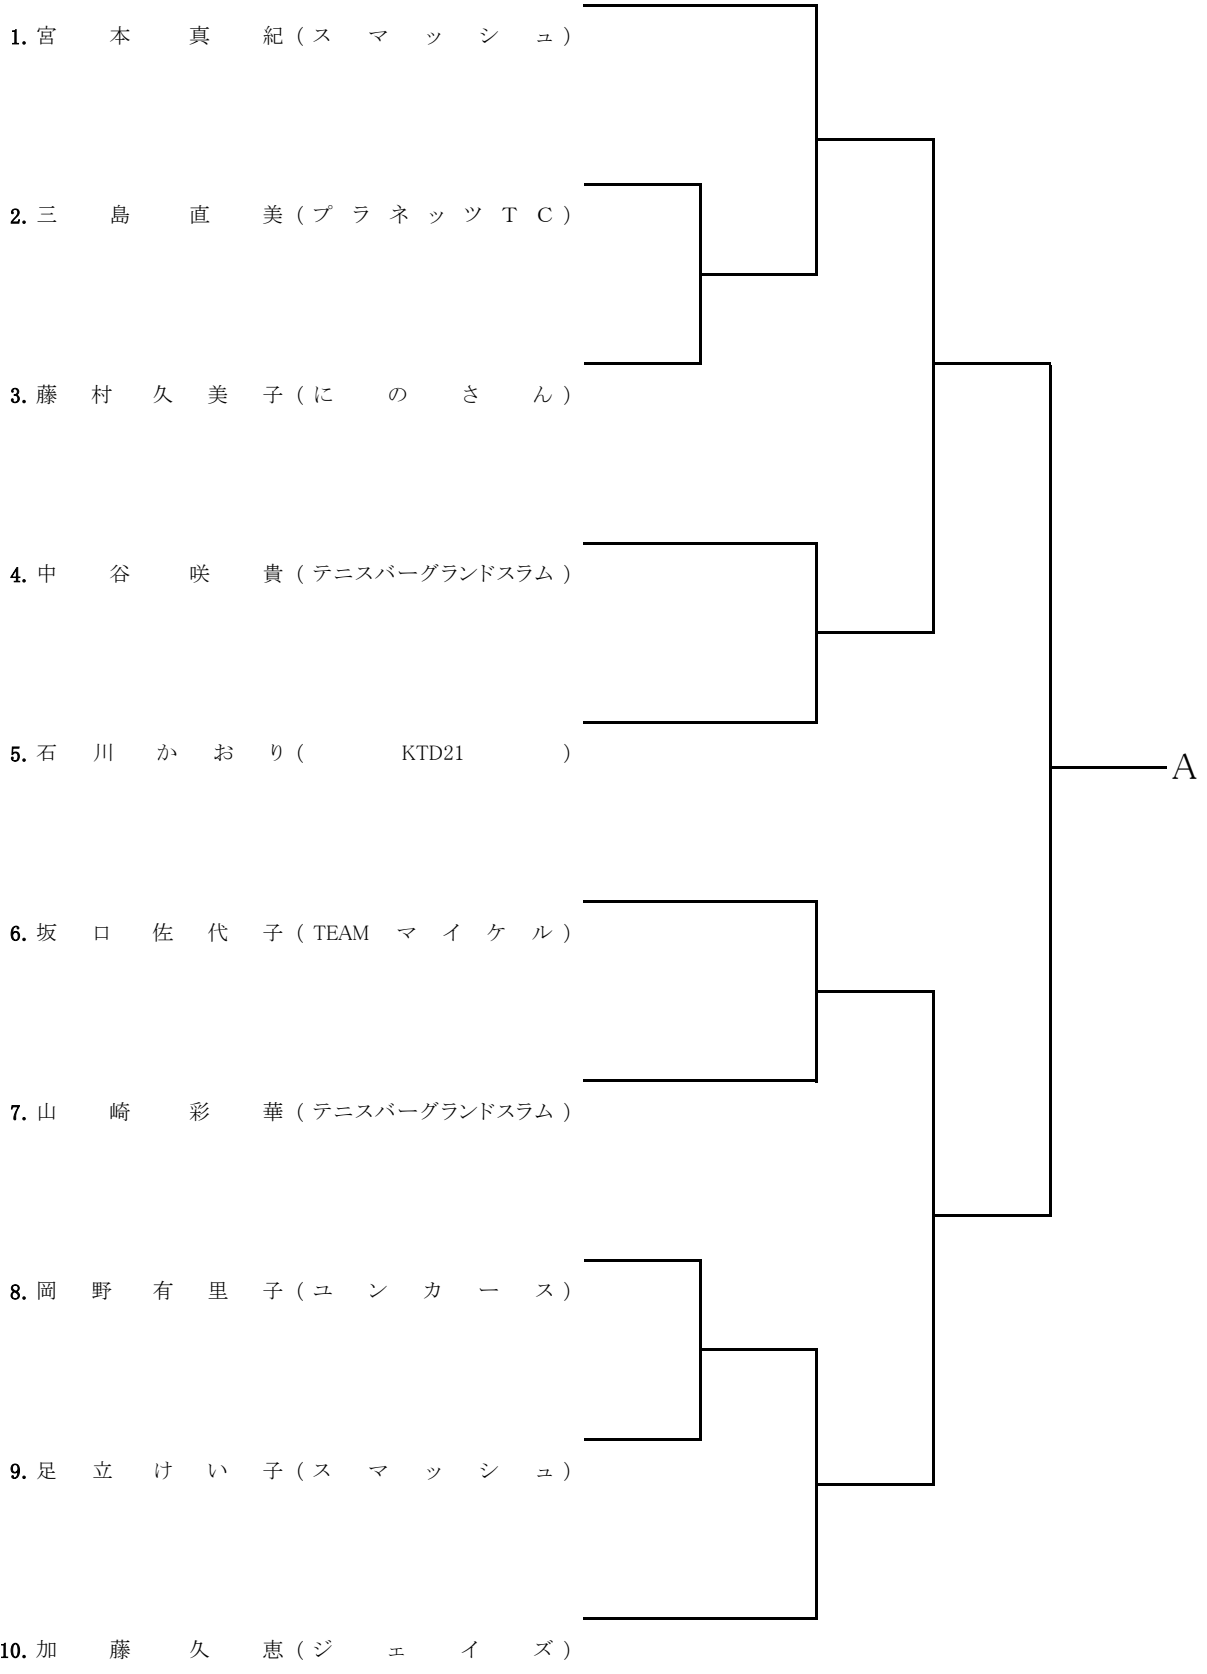 1. 宮本真紀 (スマッシュ)
2. 三島直美 (プラネッツTC)
3. 藤村久美子 (にのさん)
4. 中谷咲貴 (テニスバーグランドスラム)
5. 石川かおり (KTD21)
A
6. 坂口佐代子 (TEAM マイケル)
7. 山崎彩華 (テニスバーグランドスラム)
8. 岡野有里子 (ユンカース)
9. 足立けい子 (スマッシュ)
10. 加藤久恵 (ジェイズ)